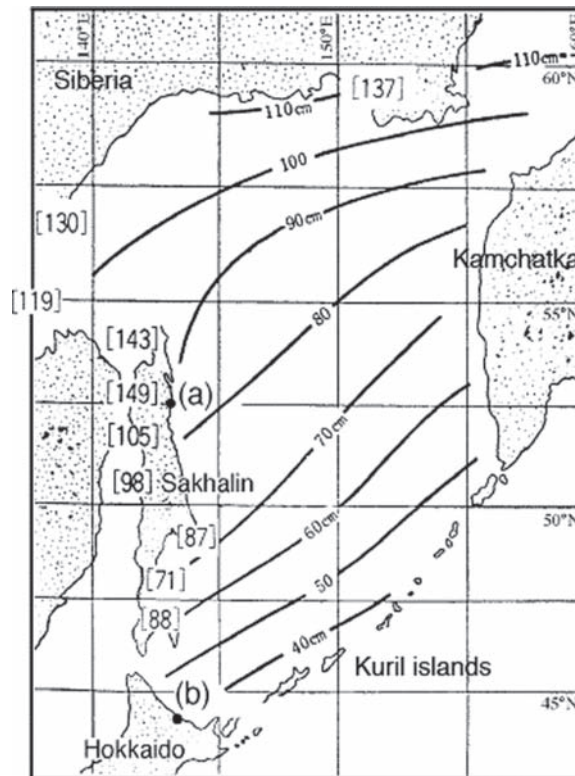 140°E
150°E
160°E
Siberia
110cm
60°N
[137]
110cm
100
[130]
90cm
Kamchatka
[119]
55°N
80
[143]
[149]
(a)
[105]
70cm
[98] Sakhalin
[87]
60cm
50°N
[71]
50
[88]
40cm
Kuril islands
(b)
45°N
Hokkaido